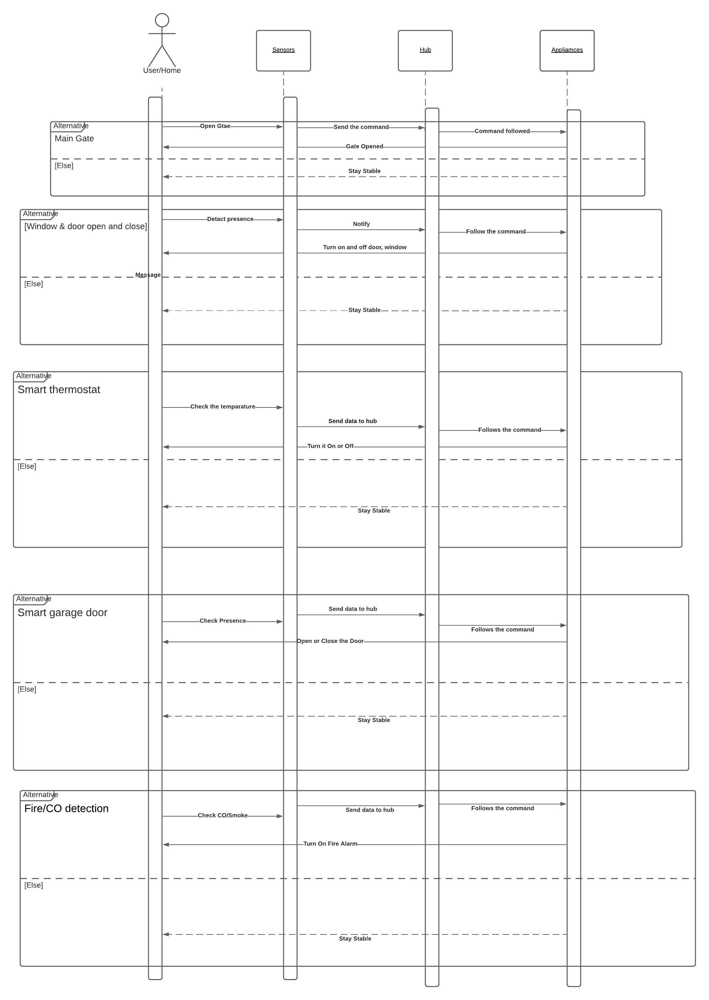 User/Home
Sensors
Hub
Appliamces
Alternative
Main Gate
Open Gtae
Send the command
Command followed
Gate Opened
[Else]
Stay Stable
Alternative
[Window & door open and close]
Detact presence
Notify
Follow the command
Turn on and off door, window
Message
[Else]
Stay Stable
Alternative
Smart thermostat
Check the temparature
Send data to hub
Follows the command
Turn it On or Off
[Else]
Stay Stable
Alternative
Smart garage door
Send data to hub
Check Presence
Follows the command
Open or Close the Door
[Else]
Stay Stable
Alternative
Fire/CO detection
Send data to hub
Follows the command
Check CO/Smoke
Turn On Fire Alarm
[Else]
Stay Stable